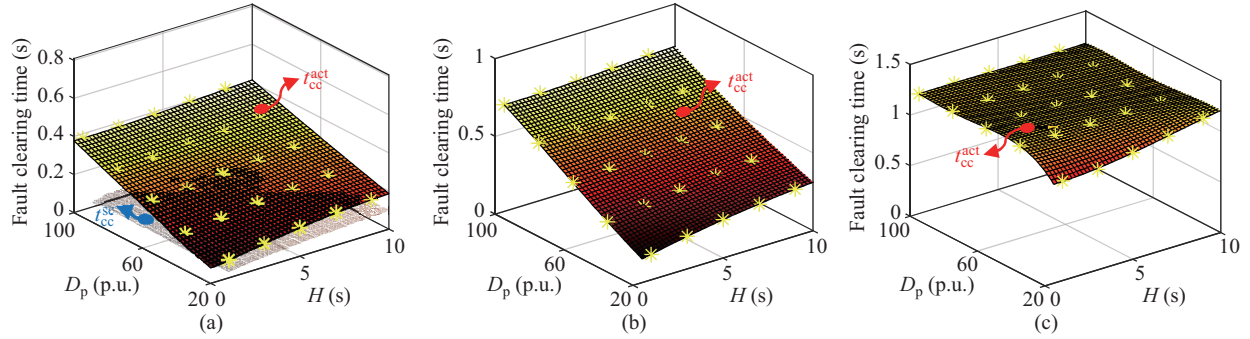 Fault clearing time (s)
0.8
0.6
0.4
0.2
0
100
60
20 0
5
10
D_p (p.u.)
H (s)
t_cc^act
t_cc^sc
(a)
Fault clearing time (s)
1
0.5
0
100
60
20 0
5
10
D_p (p.u.)
H (s)
t_cc^act
(b)
Fault clearing time (s)
1.5
1
0.5
0
100
60
20 0
5
10
D_p (p.u.)
H (s)
t_cc^act
(c)